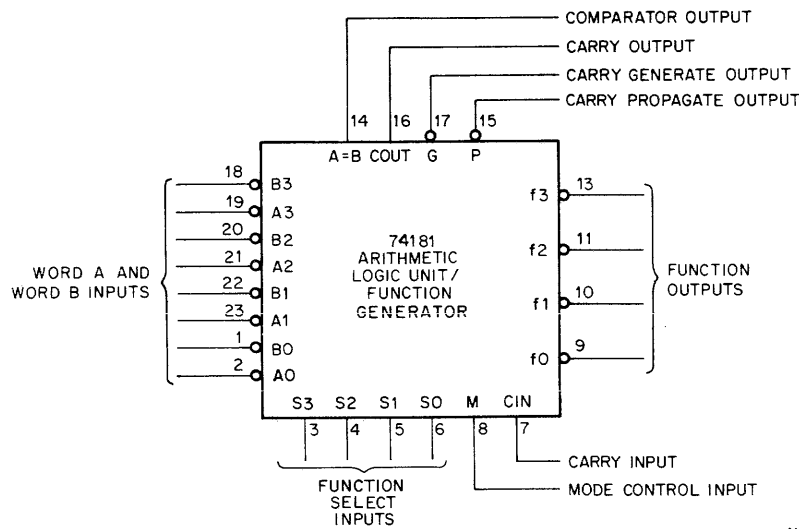 COMPARATOR OUTPUT
CARRY OUTPUT
CARRY GENERATE OUTPUT
CARRY PROPAGATE OUTPUT
14 16 17 15
A=B COUT G P
18 B3
19 A3
20 B2
21 A2
22 B1
23 A1
1 B0
2 A0
WORD A AND
WORD B INPUTS
74181
ARITHMETIC
LOGIC UNIT/
FUNCTION
GENERATOR
f3 13
f2 11
f1 10
f0 9
FUNCTION
OUTPUTS
S3 S2 S1 S0 M CIN
3 4 5 6 8 7
FUNCTION
SELECT
INPUTS
CARRY INPUT
MODE CONTROL INPUT